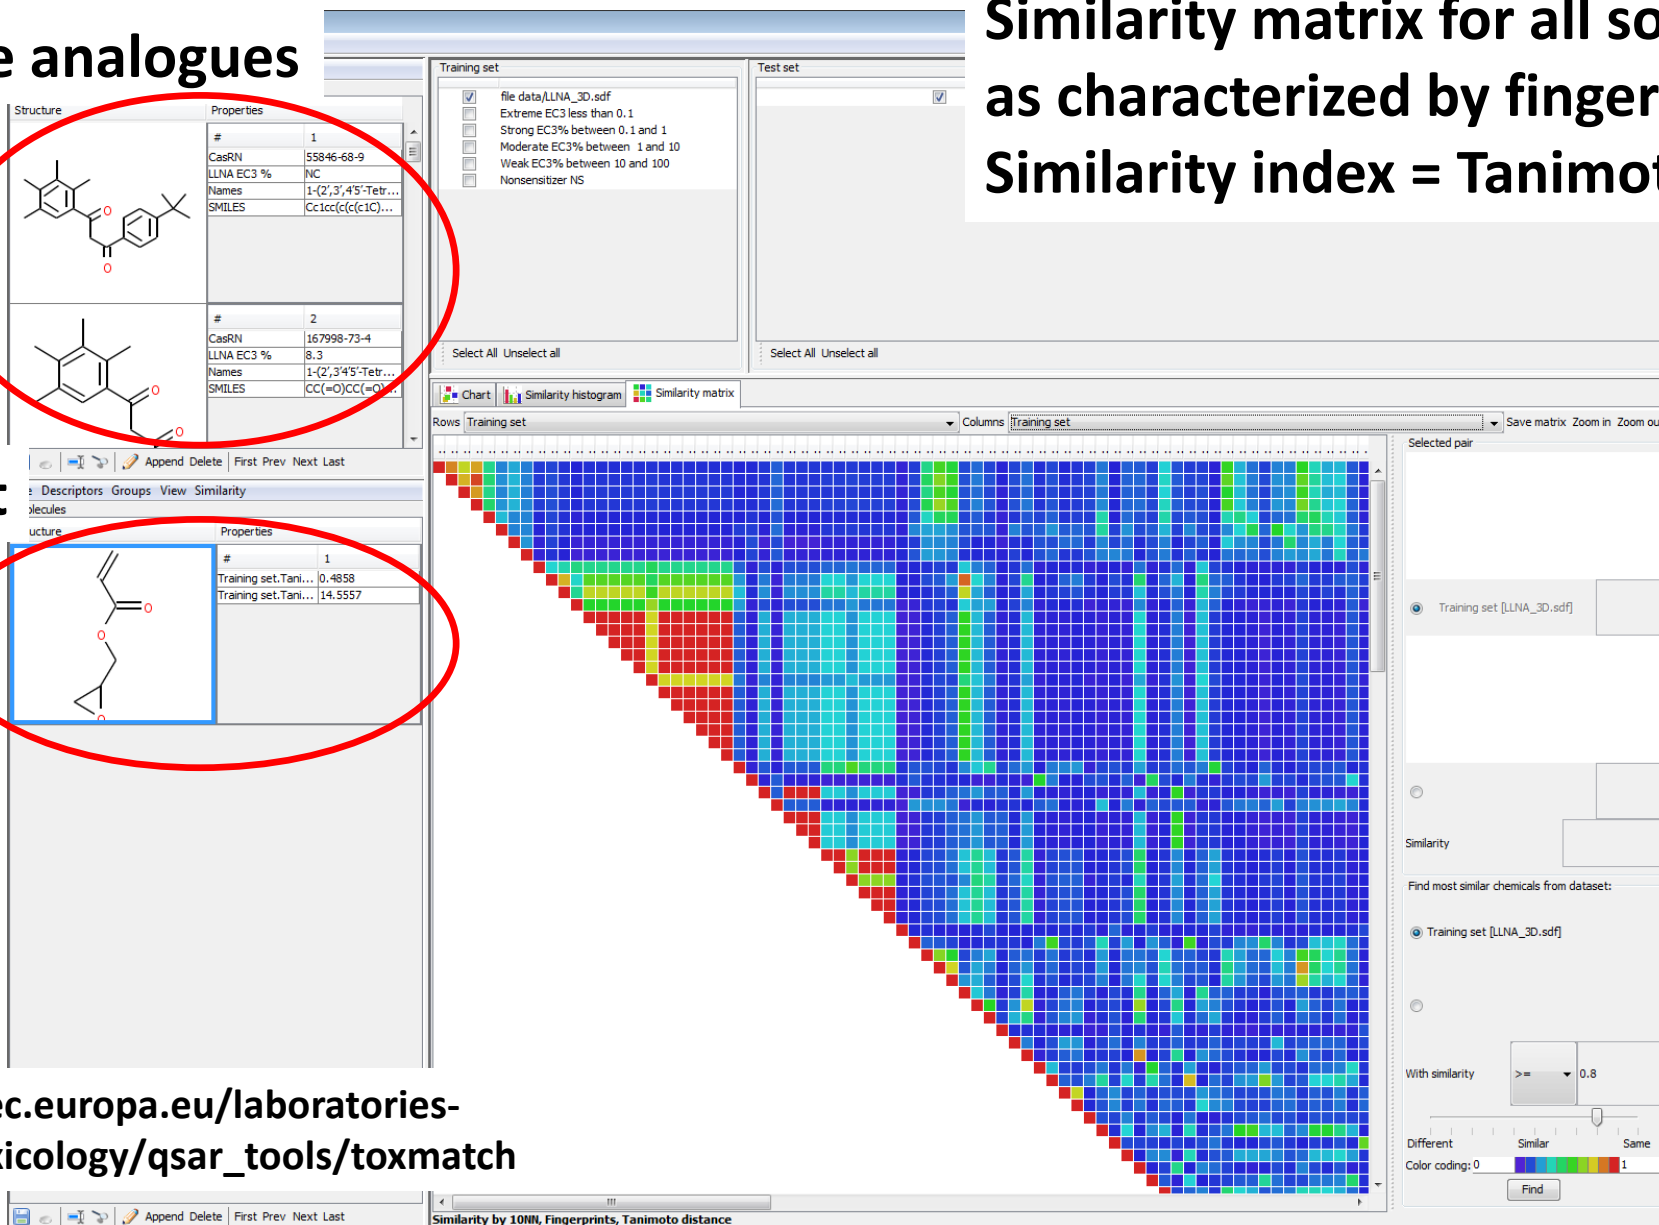 e analogues
Similarity matrix for all so
as characterized by finger
Similarity index = Tanimot
Structure Properties
# 1
CasRN 55846-68-9
LLNA EC3 % NC
Names 1-(2',3',4'5'-Tetr...
SMILES Cc1cc(c(c(c1C)...
O
O
# 2
CasRN 167998-73-4
LLNA EC3 % 8.3
Names 1-(2',3'4'5'-Tetr...
SMILES CC(=O)CC(=O)...
O
O
Append Delete First Prev Next Last
t
e Descriptors Groups View Similarity
olecules
ucture Properties
# 1
Training set.Tani... 0.4858
Training set.Tani... 14.5557
O
O
O
ec.europa.eu/laboratories-
xicology/qsar_tools/toxmatch
Append Delete First Prev Next Last
Training set
file data/LLNA_3D.sdf
Extreme EC3 less than 0.1
Strong EC3% between 0.1 and 1
Moderate EC3% between 1 and 10
Weak EC3% between 10 and 100
Nonsensitizer NS
Select All Unselect all
Test set
Select All Unselect all
Chart Similarity histogram Similarity matrix
Rows Training set Columns Training set Save matrix Zoom in Zoom ou
Selected pair
Training set [LLNA_3D.sdf]
Similarity
Find most similar chemicals from dataset:
Training set [LLNA_3D.sdf]
With similarity >= 0.8
Different Similar Same
Color coding: 0 1
Find
Similarity by 10NN, Fingerprints, Tanimoto distance